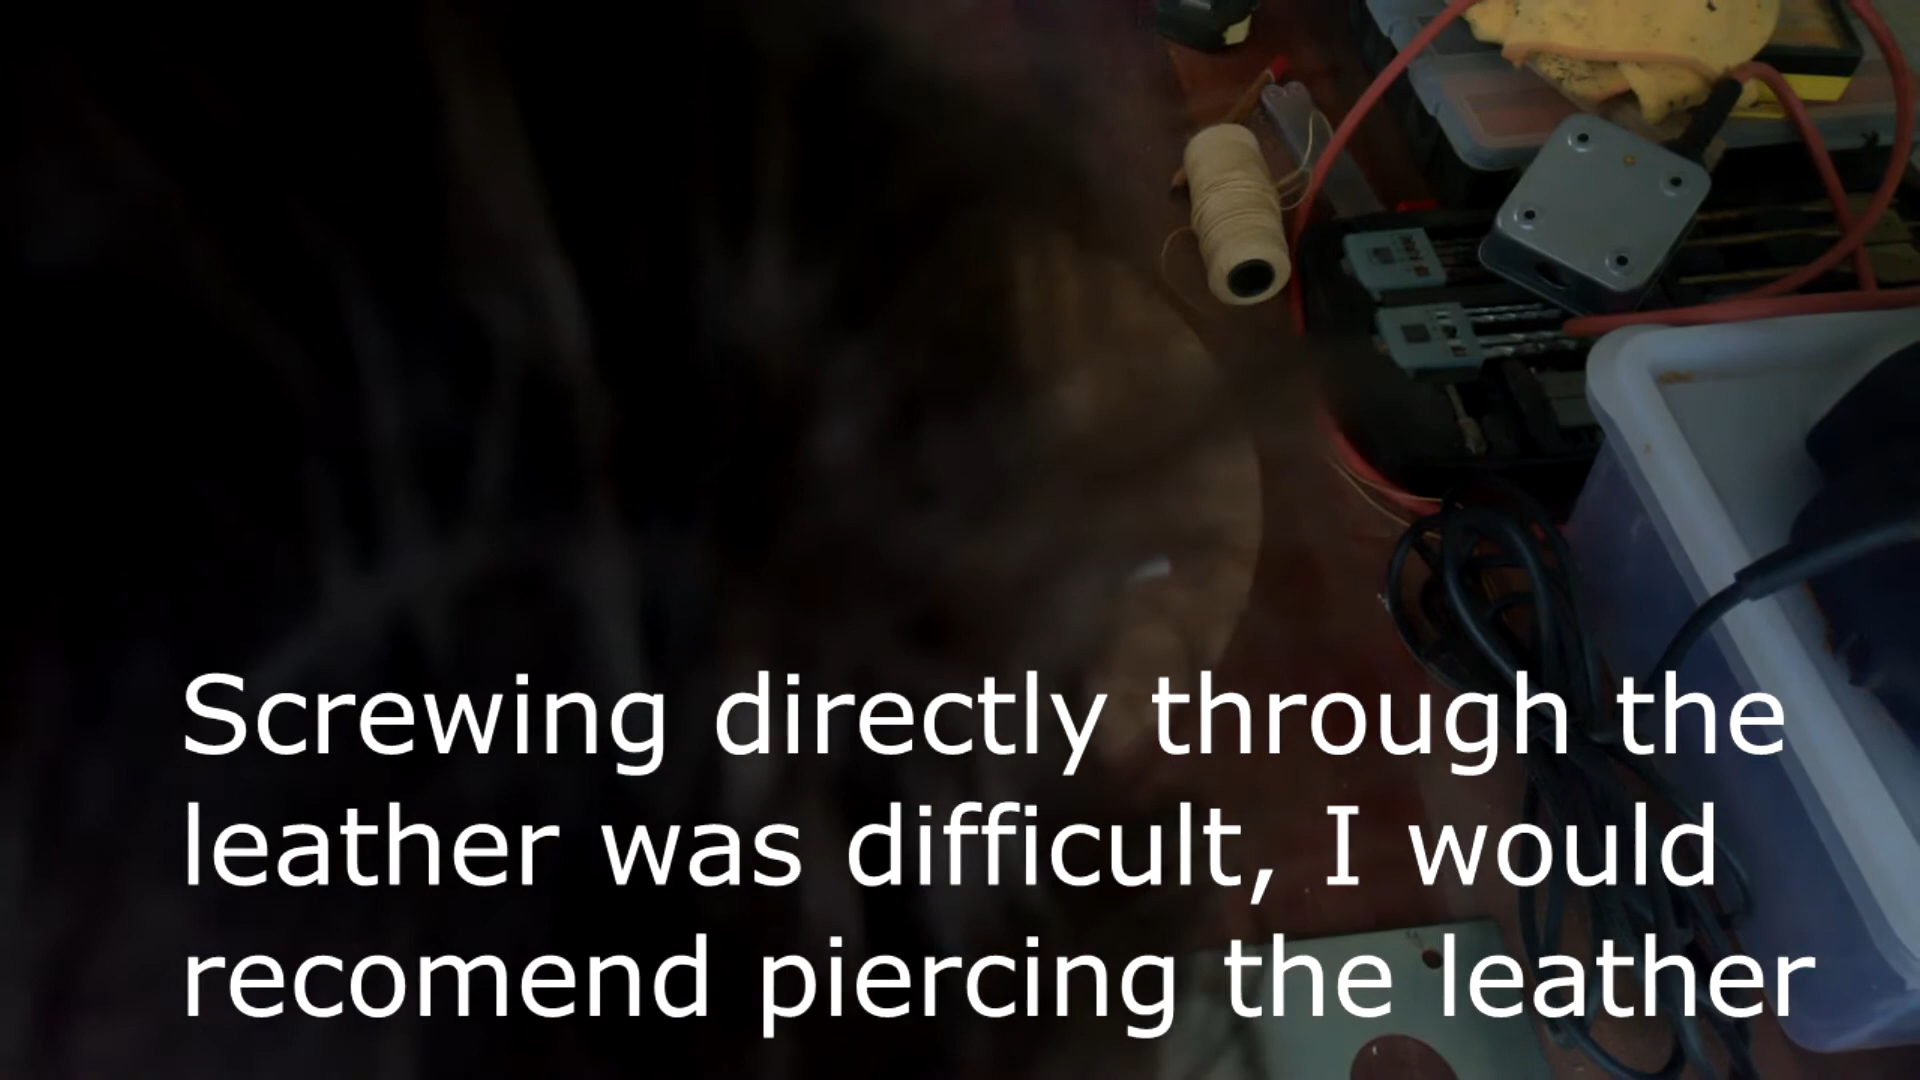 Screwing directly through the
leather was difficult, I would
recomend piercing the leather